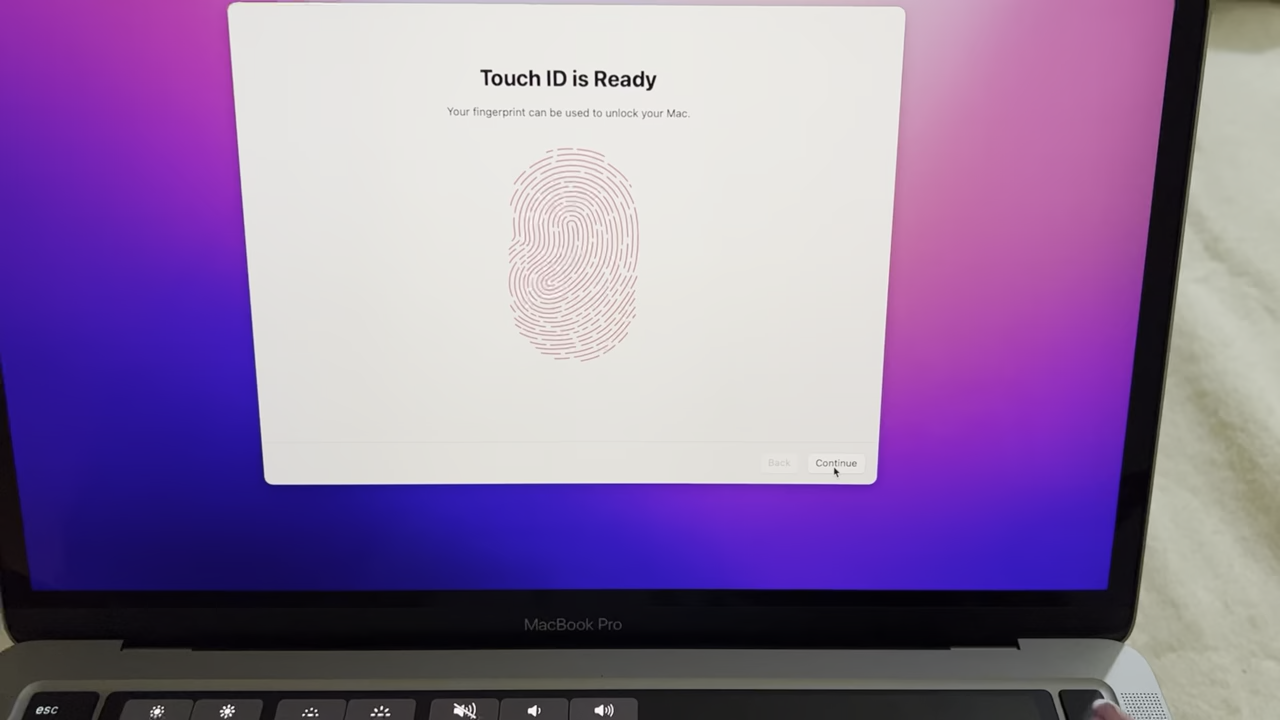 Touch ID is Ready
Your fingerprint can be used to unlock your Mac.
Back
Continue
MacBook Pro
esc